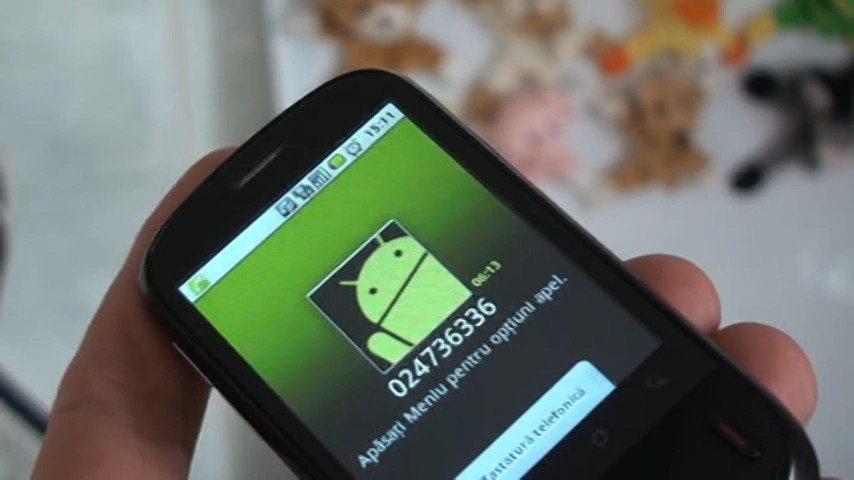 15:11
06:13
024736336
Apăsați Meniu pentru opțiuni apel.
Tastatură telefonică